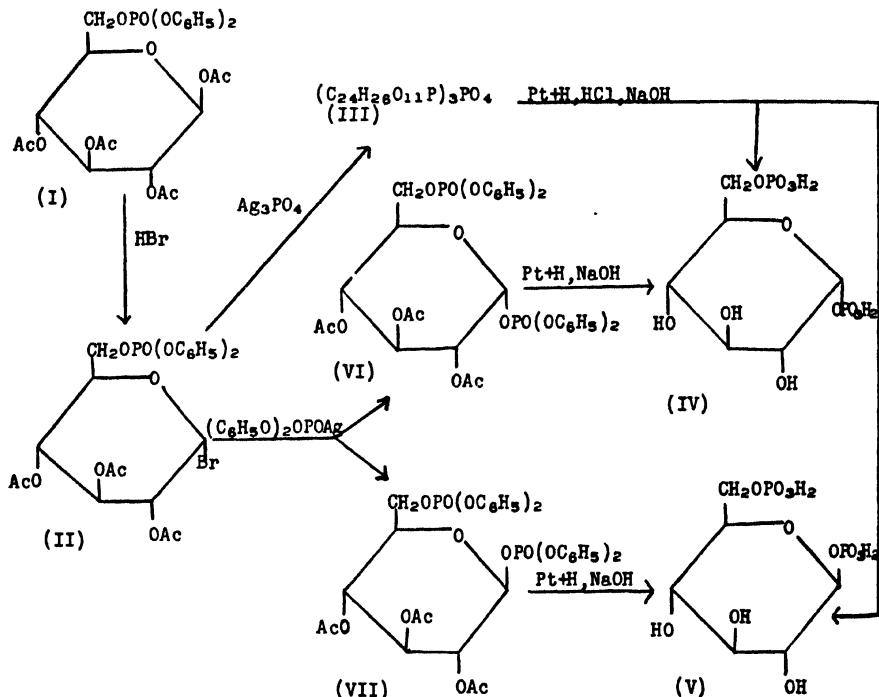 CH₂OPO(OC₆H₅)₂
O
OAc
AcO
OAc
OAc
(I)
HBr
(C₂₄H₂₆O₁₁P)₃PO₄
(III)
Pt+H,HCl,NaOH
Ag₃PO₄
CH₂OPO(OC₆H₅)₂
O
AcO
OAc
OPO(OC₆H₅)₂
OAc
(VI)
Pt+H,NaOH
CH₂OPO₃H₂
O
HO
OH
OPO₃H₂
OH
(IV)
CH₂OPO(OC₆H₅)₂
O
AcO
OAc
Br
OAc
(II)
(C₆H₅O)₂OPOAg
CH₂OPO(OC₆H₅)₂
O
OPO(OC₆H₅)₂
AcO
OAc
OAc
(VII)
Pt+H,NaOH
CH₂OPO₃H₂
O
OPO₃H₂
HO
OH
OH
(V)